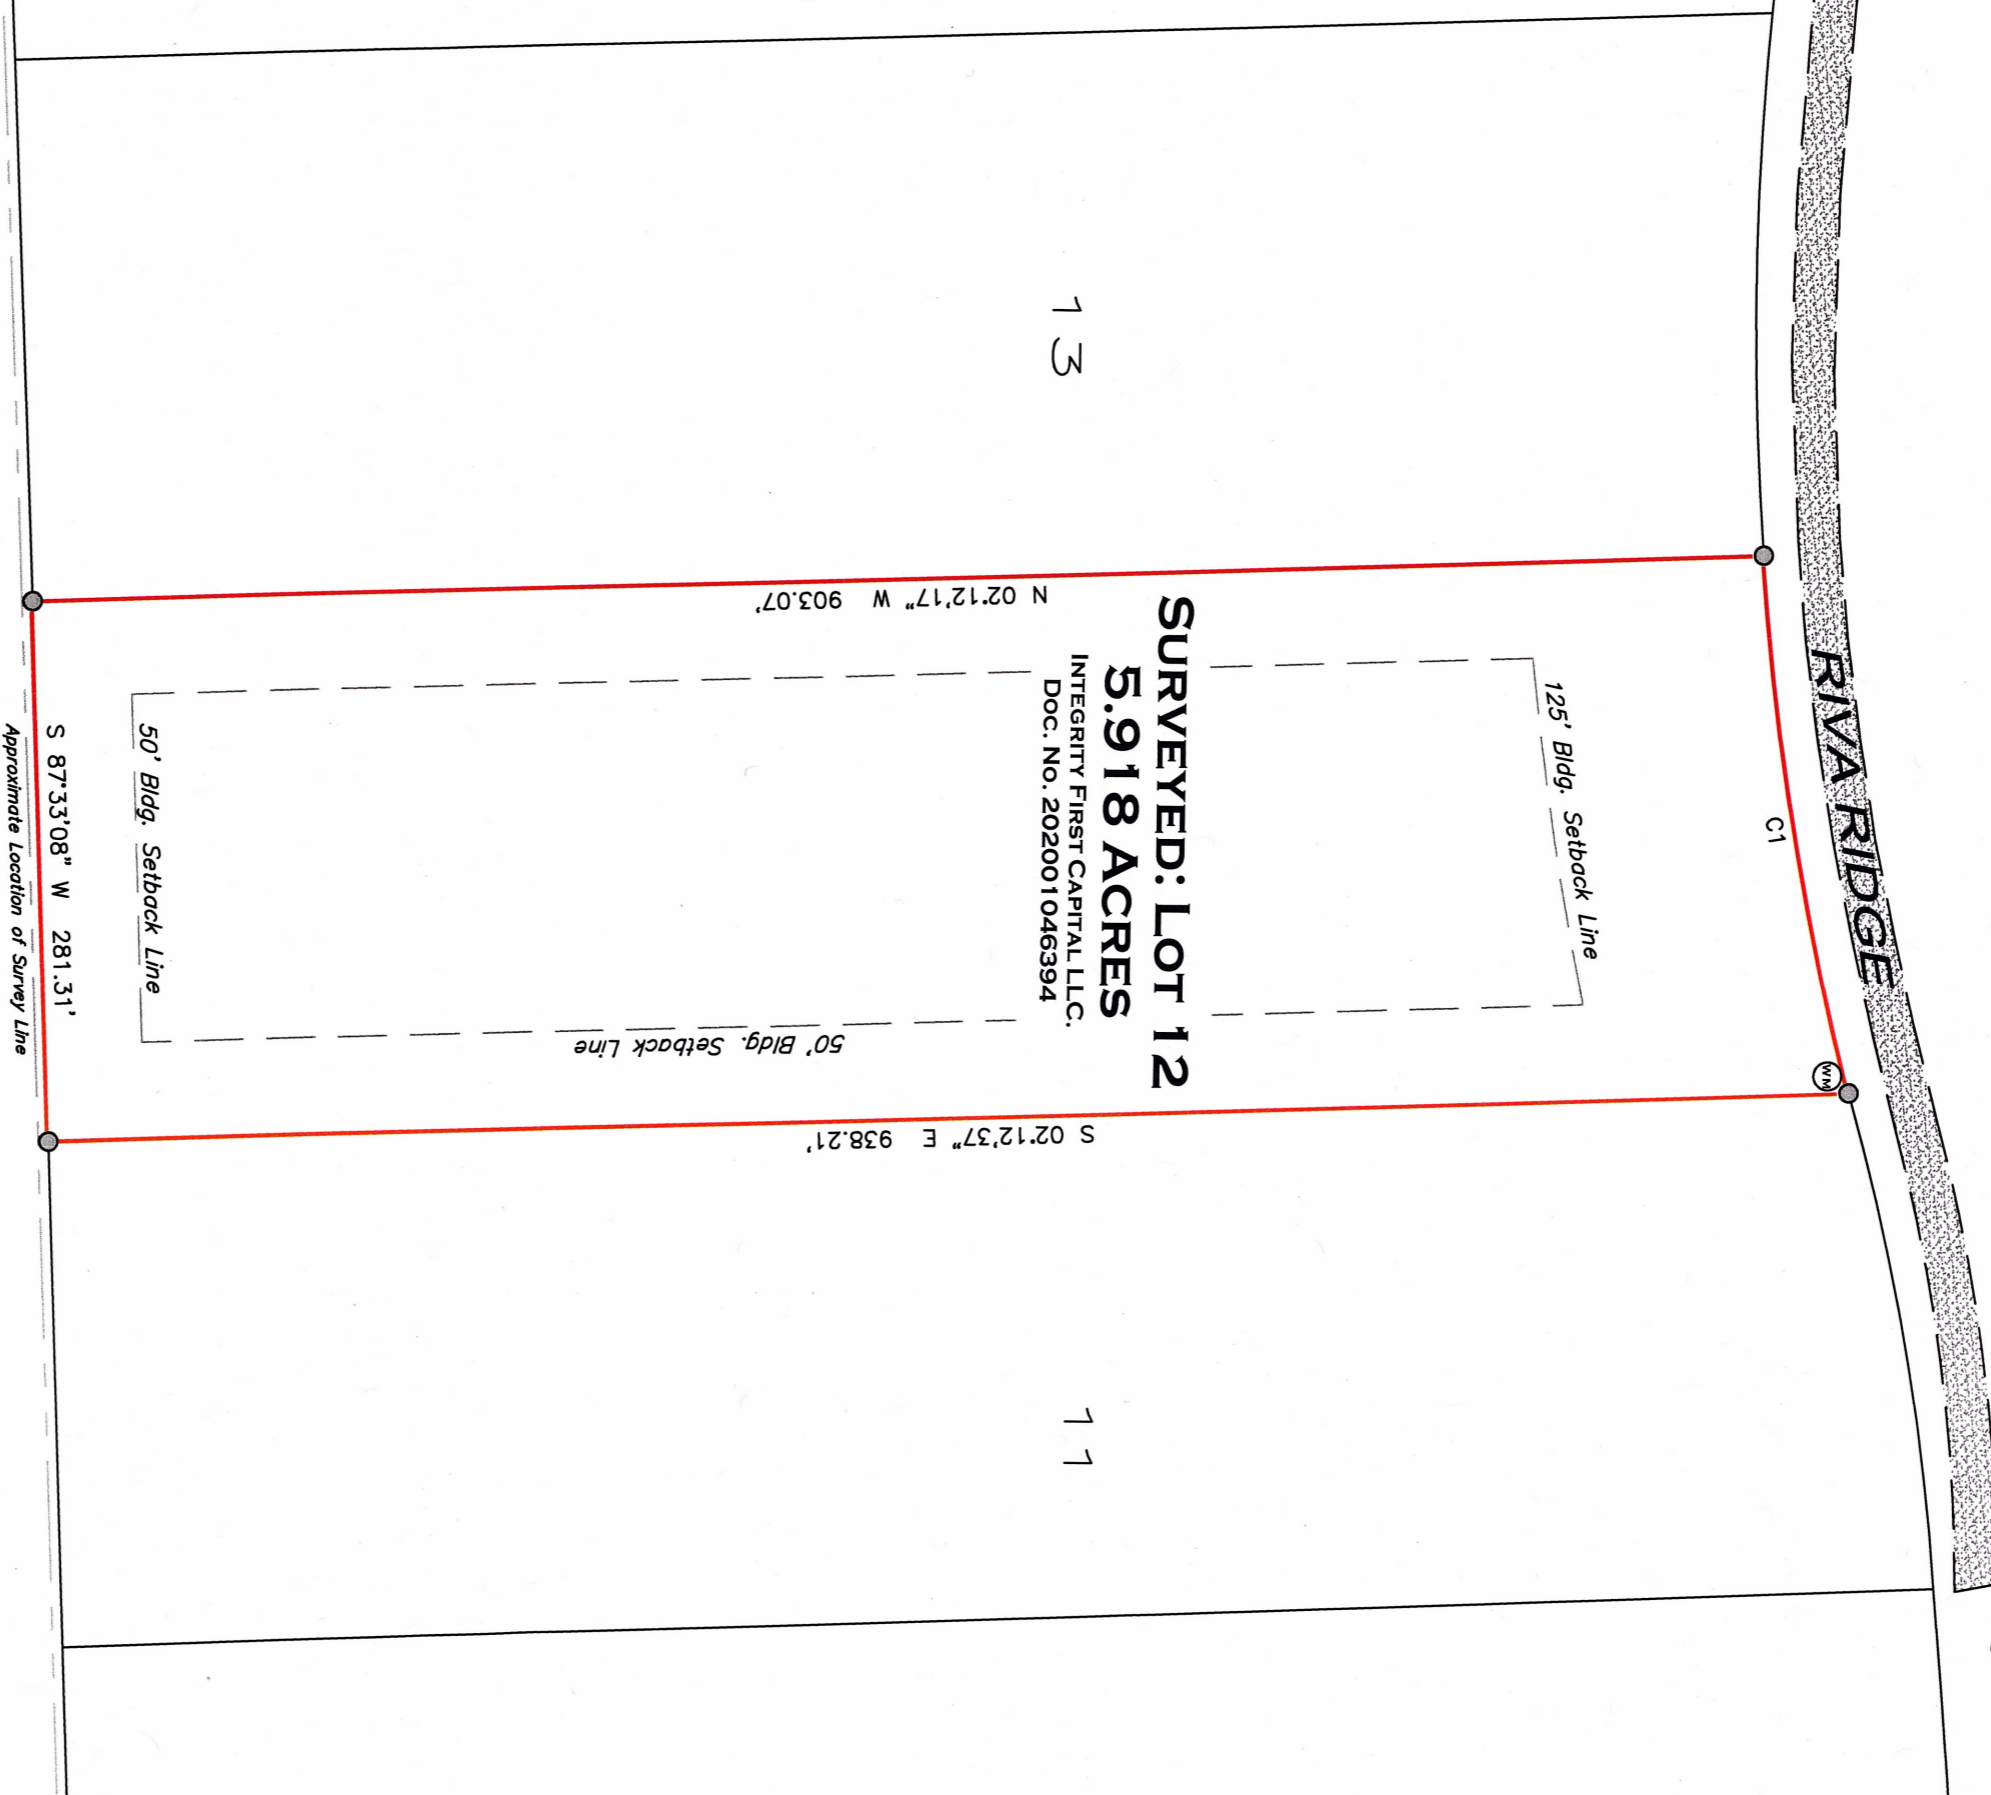 RIVA RIDGE
C1
WM
125' Bldg. Setback Line
SURVEYED: LOT 12
5.918 ACRES
INTEGRITY FIRST CAPITAL LLC.
DOC. NO. 202001046394
13
11
N 02°12'17" W 903.07'
S 02°12'37" E 938.21'
50' Bldg. Setback Line
50' Bldg. Setback Line
S 87°33'08" W 281.31'
Approximate Location of Survey Line